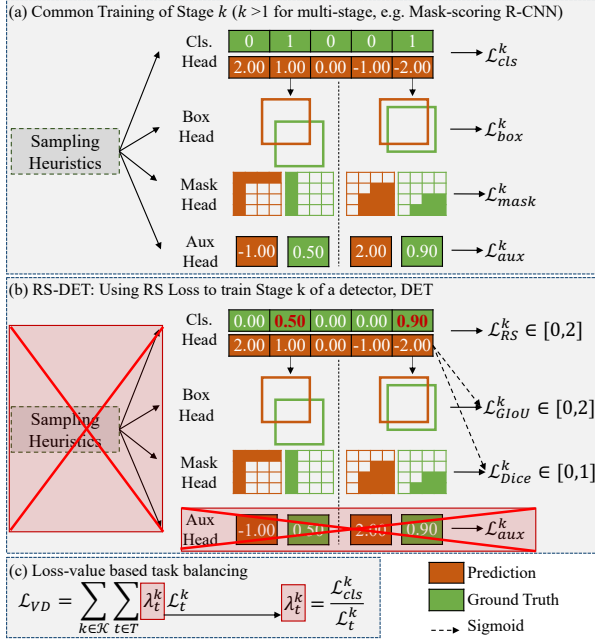 (a) Common Training of Stage k (k >1 for multi-stage, e.g. Mask-scoring R-CNN)
Cls. Head
0 1 0 0 1
2.00 1.00 0.00 -1.00 -2.00
ℒ^k_cls
Sampling
Heuristics
Box
Head
ℒ^k_box
Mask
Head
ℒ^k_mask
Aux
Head
-1.00 0.50 2.00 0.90
ℒ^k_aux
(b) RS-DET: Using RS Loss to train Stage k of a detector, DET
Cls.
Head
0.00 0.50 0.00 0.00 0.90
2.00 1.00 0.00 -1.00 -2.00
ℒ^k_RS ∈ [0,2]
Sampling
Heuristics
Box
Head
ℒ^k_GIoU ∈ [0,2]
Mask
Head
ℒ^k_Dice ∈ [0,1]
Aux
Head
-1.00 0.50 2.00 0.90
ℒ^k_aux
(c) Loss-value based task balancing
ℒ_VD = ∑_{k∈𝒦} ∑_{t∈T} λ^k_t ℒ^k_t λ^k_t = ℒ^k_cls / ℒ^k_t
Prediction
Ground Truth
Sigmoid